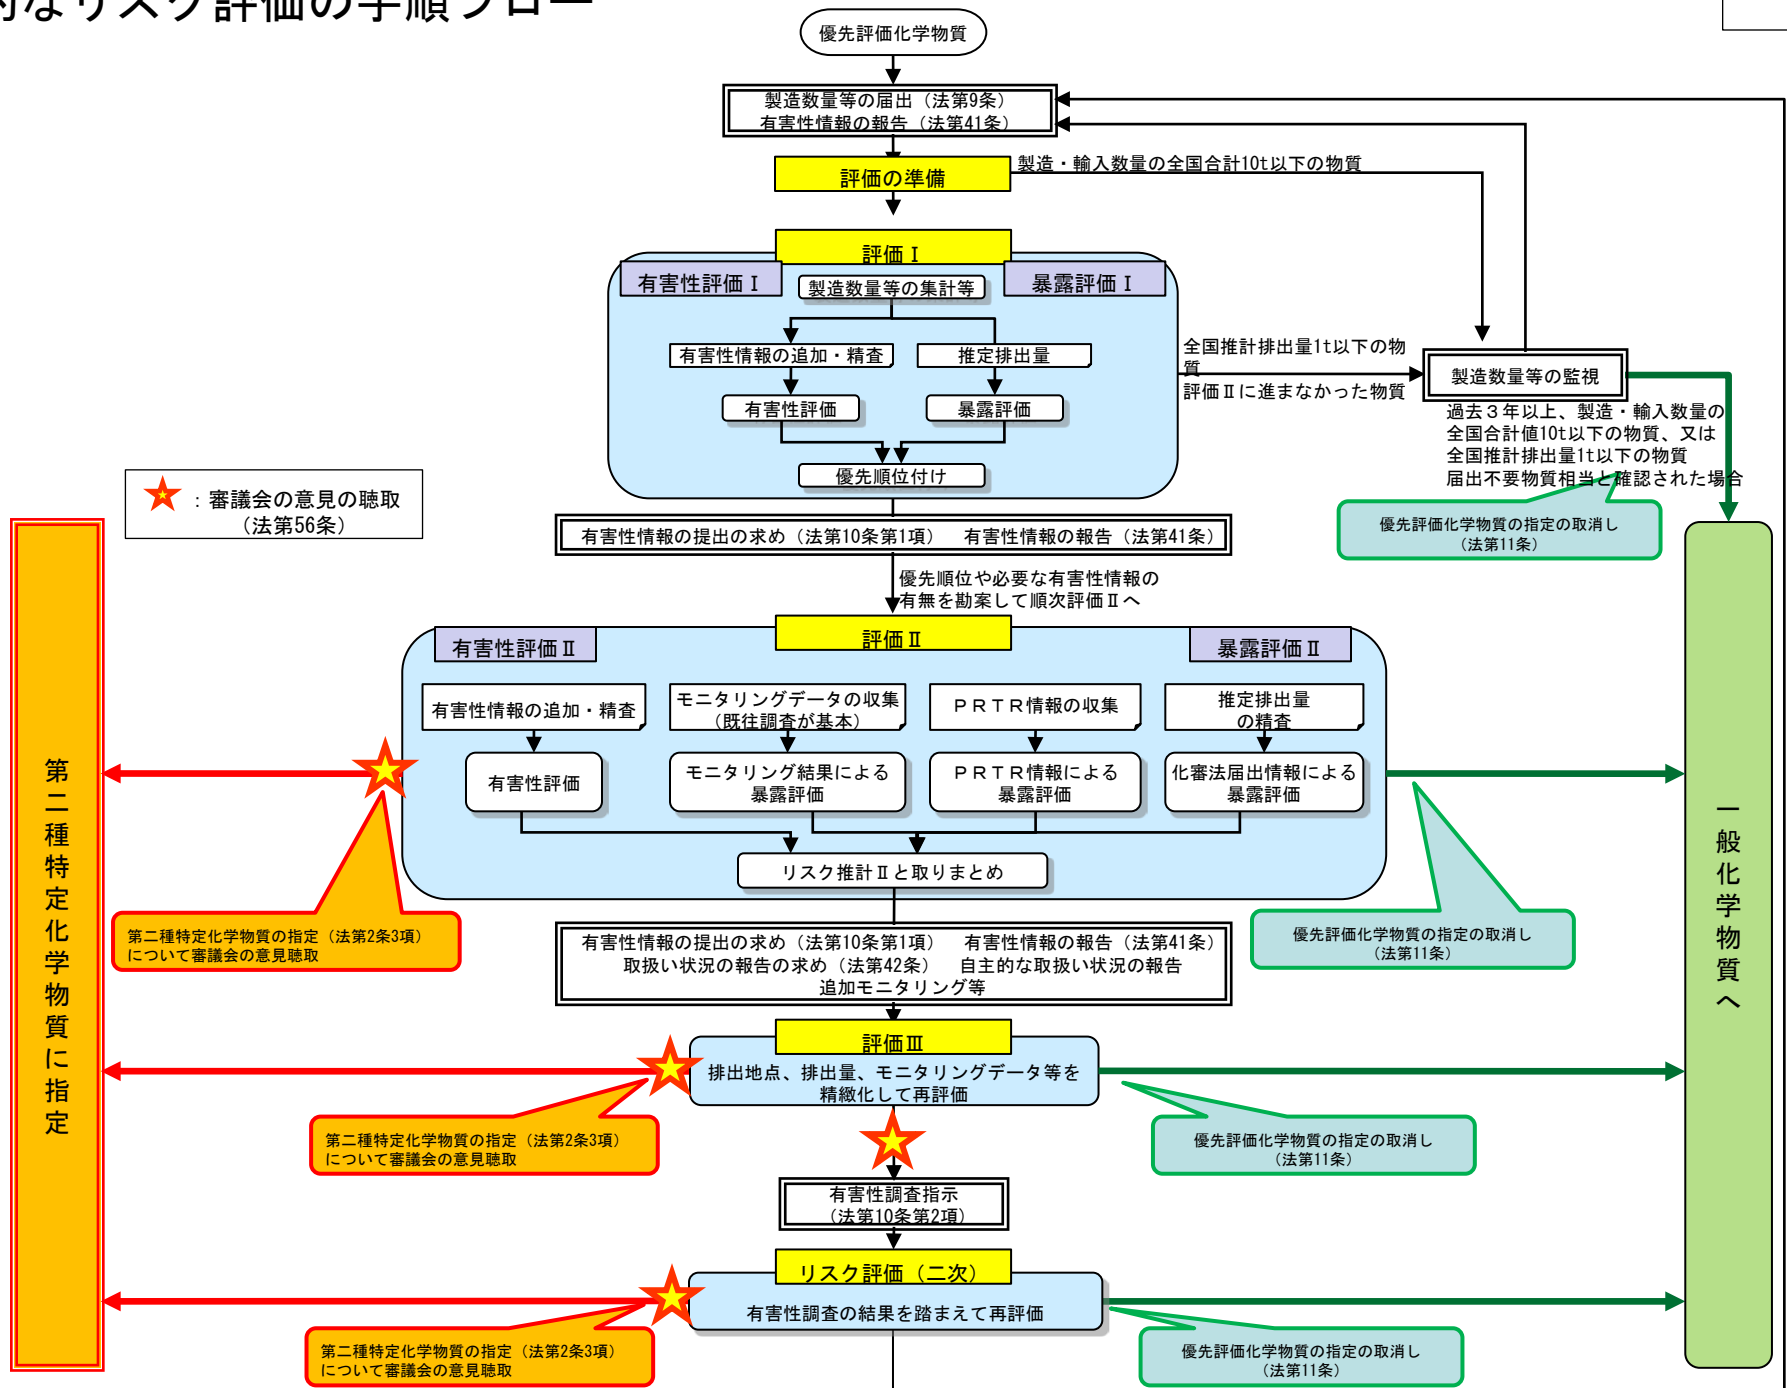 的なリスク評価の手順フロー
優先評価化学物質
製造数量等の届出（法第9条）
有害性情報の報告（法第41条）
評価の準備
製造・輸入数量の全国合計10t以下の物質
評価Ⅰ
有害性評価Ⅰ
暴露評価Ⅰ
製造数量等の集計等
有害性情報の追加・精査
推定排出量
有害性評価
暴露評価
優先順位付け
全国推計排出量1t以下の物
質
評価Ⅱに進まなかった物質
製造数量等の監視
過去３年以上、製造・輸入数量の
全国合計値10t以下の物質、又は
全国推計排出量1t以下の物質
届出不要物質相当と確認された場合
優先評価化学物質の指定の取消し
（法第11条）
：審議会の意見の聴取
（法第56条）
有害性情報の提出の求め（法第10条第1項）　有害性情報の報告（法第41条）
優先順位や必要な有害性情報の
有無を勘案して順次評価Ⅱへ
評価Ⅱ
有害性評価Ⅱ
暴露評価Ⅱ
有害性情報の追加・精査
モニタリングデータの収集
（既往調査が基本）
ＰＲＴＲ情報の収集
推定排出量
の精査
有害性評価
モニタリング結果による
暴露評価
ＰＲＴＲ情報による
暴露評価
化審法届出情報による
暴露評価
リスク推計Ⅱと取りまとめ
第二種特定化学物質に指定
一般化学物質へ
第二種特定化学物質の指定（法第2条3項）
について審議会の意見聴取
優先評価化学物質の指定の取消し
（法第11条）
有害性情報の提出の求め（法第10条第1項）　有害性情報の報告（法第41条）
取扱い状況の報告の求め（法第42条）　自主的な取扱い状況の報告
追加モニタリング等
評価Ⅲ
排出地点、排出量、モニタリングデータ等を
精緻化して再評価
第二種特定化学物質の指定（法第2条3項）
について審議会の意見聴取
優先評価化学物質の指定の取消し
（法第11条）
有害性調査指示
（法第10条第2項）
リスク評価（二次）
有害性調査の結果を踏まえて再評価
第二種特定化学物質の指定（法第2条3項）
について審議会の意見聴取
優先評価化学物質の指定の取消し
（法第11条）